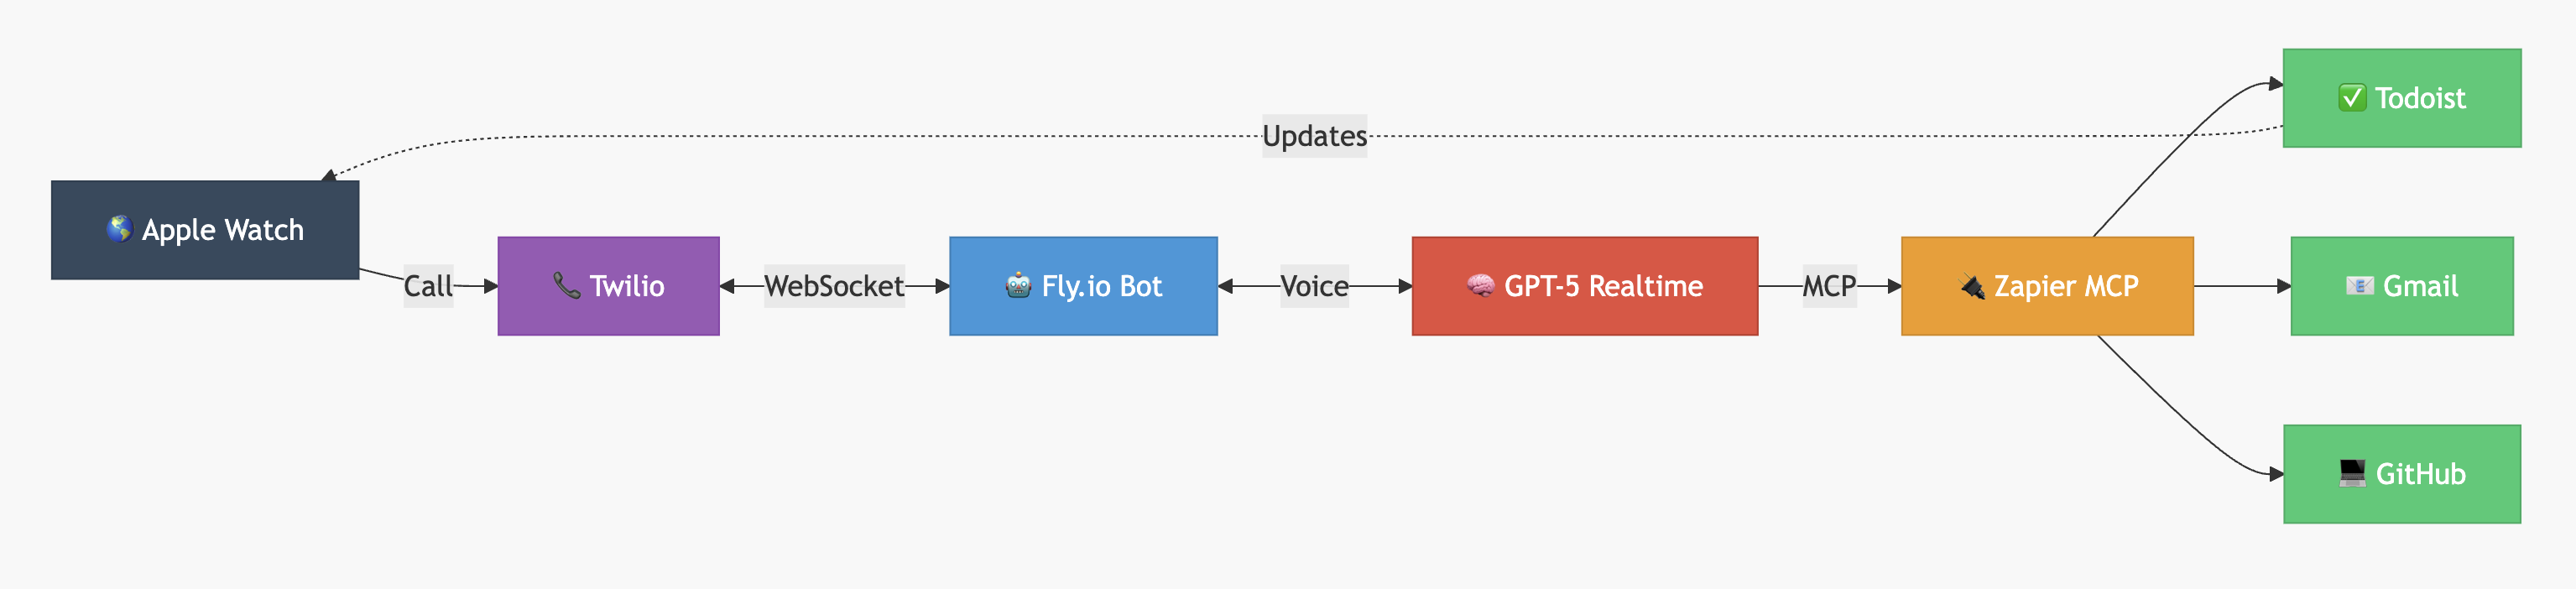 ✅ Todoist
Updates
🌎 Apple Watch
Call
📞 Twilio
WebSocket
🤖 Fly.io Bot
Voice
🧠 GPT-5 Realtime
MCP
🔌 Zapier MCP
📧 Gmail
💻 GitHub